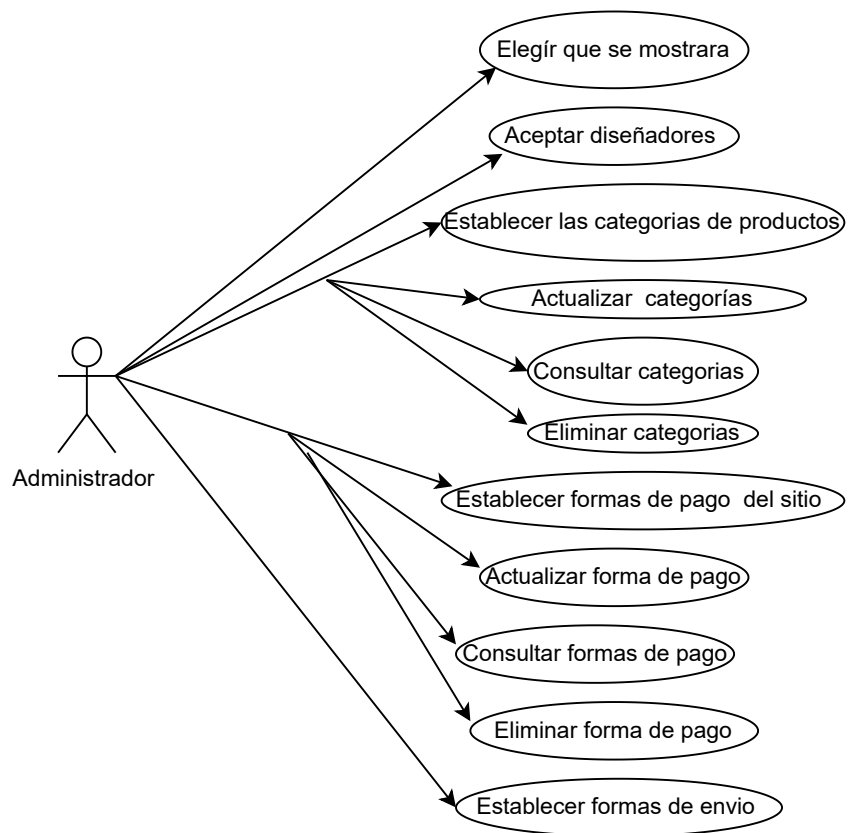 Elegír que se mostrara
Aceptar diseñadores
Establecer las categorias de productos
Actualizar  categorías
Consultar categorias
Eliminar categorias
Administrador
Establecer formas de pago  del sitio
Actualizar forma de pago
Consultar formas de pago
Eliminar forma de pago
Establecer formas de envio